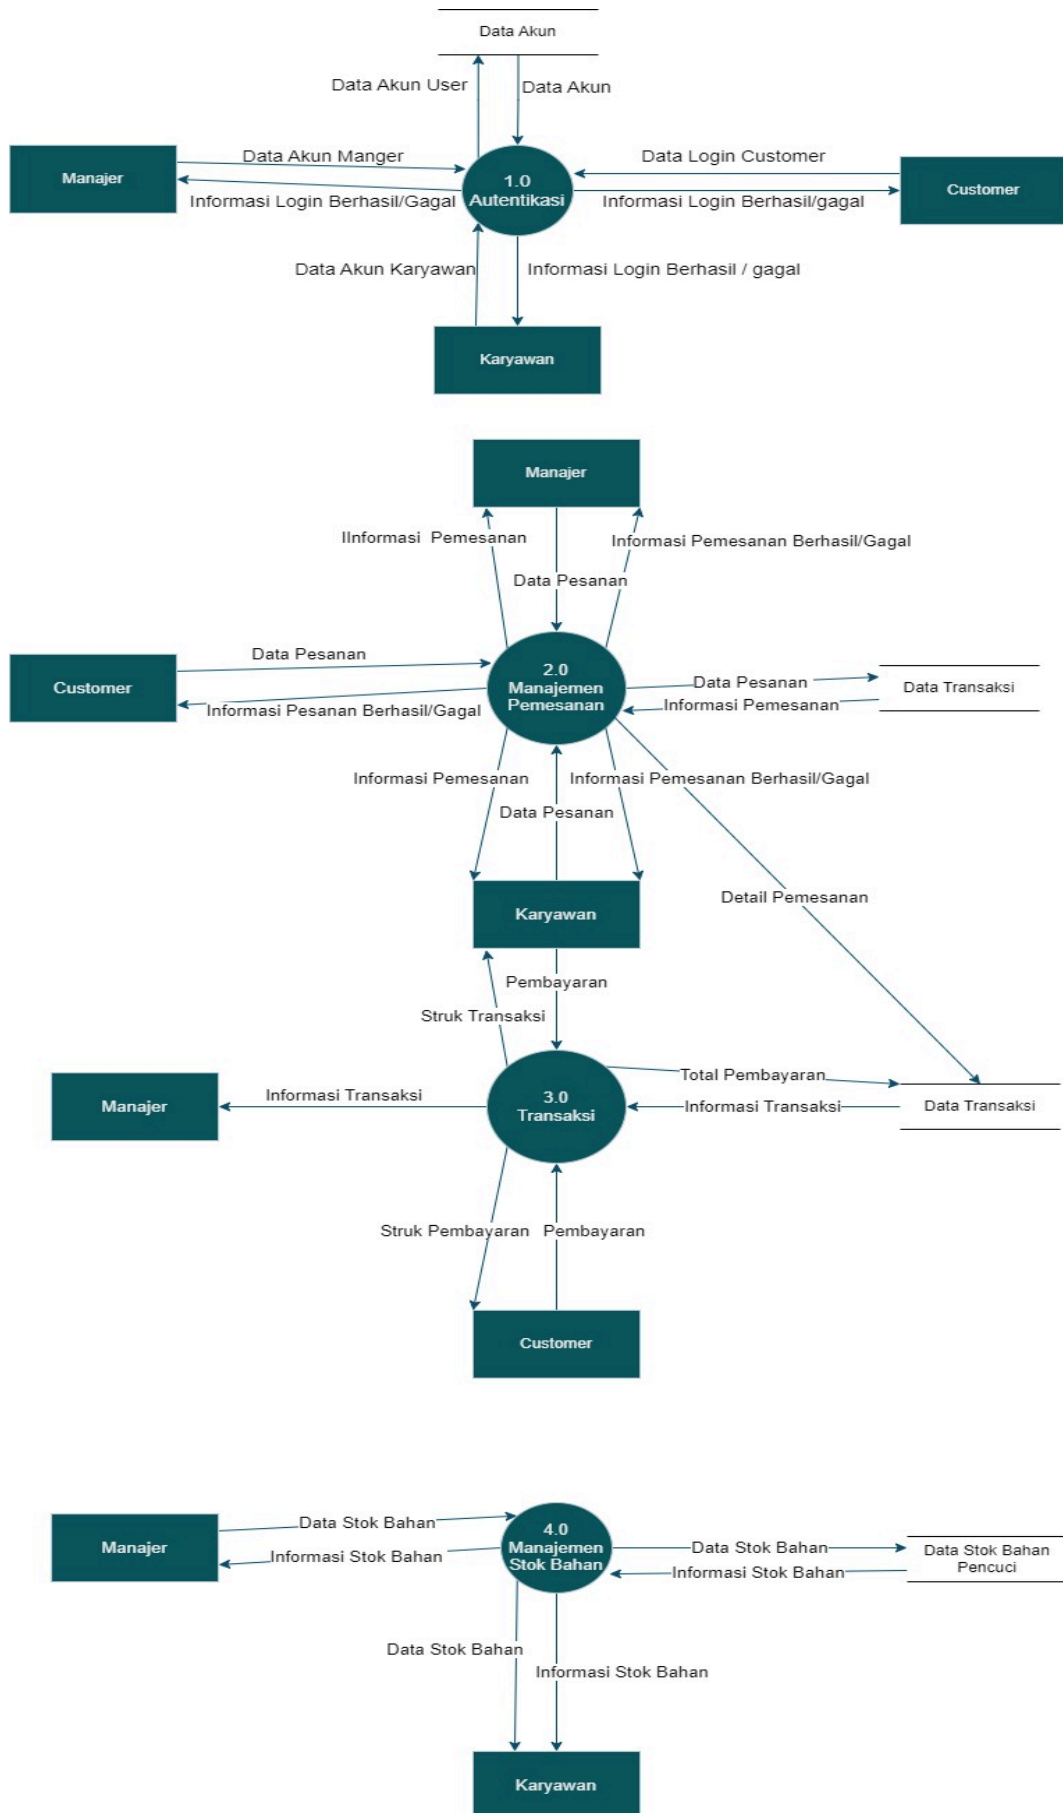 Data Akun
Data Akun User
Data Akun
Data Akun Manger
Data Login Customer
Manajer
1.0
Autentikasi
Customer
Informasi Login Berhasil/Gagal
Informasi Login Berhasil/gagal
Data Akun Karyawan
Informasi Login Berhasil / gagal
Karyawan
Manajer
IInformasi Pemesanan
Informasi Pemesanan Berhasil/Gagal
Data Pesanan
Data Pesanan
Customer
2.0
Manajemen
Pemesanan
Data Pesanan
Data Transaksi
Informasi Pesanan Berhasil/Gagal
Informasi Pemesanan
Informasi Pemesanan
Informasi Pemesanan Berhasil/Gagal
Data Pesanan
Detail Pemesanan
Karyawan
Pembayaran
Struk Transaksi
Total Pembayaran
Manajer
Informasi Transaksi
3.0
Transaksi
Informasi Transaksi
Data Transaksi
Struk Pembayaran
Pembayaran
Customer
Data Stok Bahan
Manajer
Informasi Stok Bahan
4.0
Manajemen
Stok Bahan
Data Stok Bahan
Informasi Stok Bahan
Data Stok Bahan
Pencuci
Data Stok Bahan
Informasi Stok Bahan
Karyawan